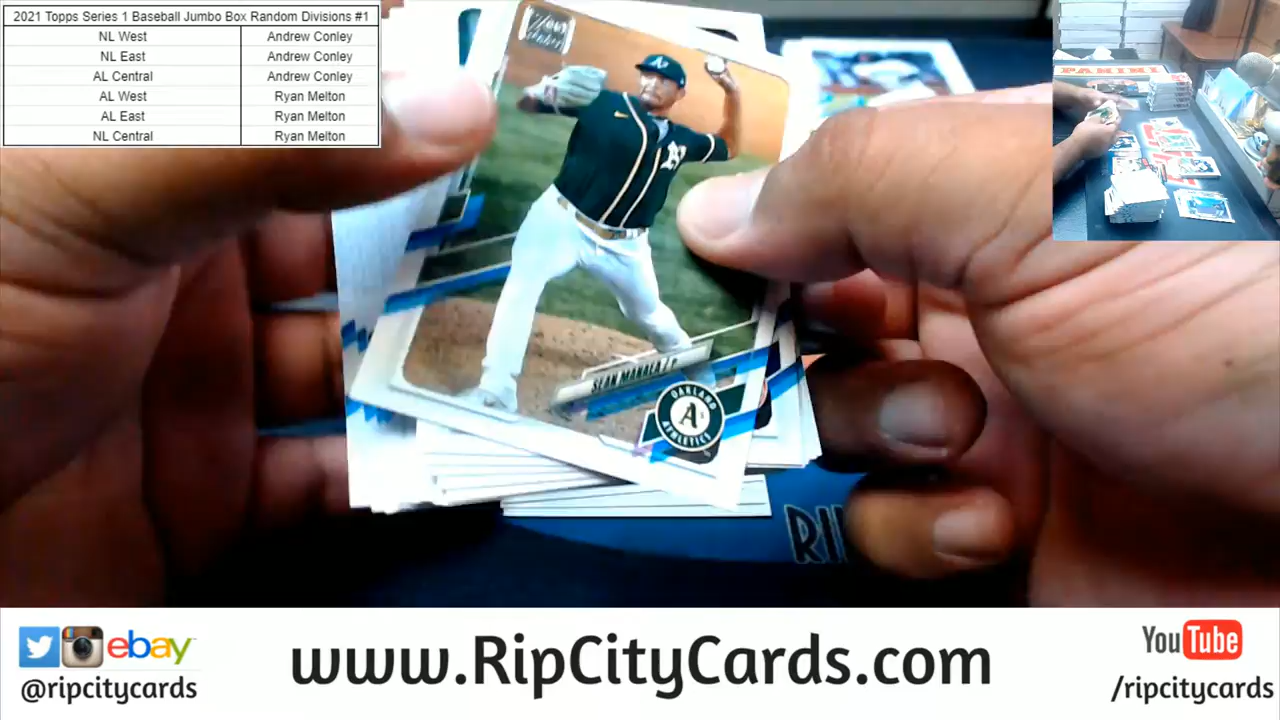 2021 Topps Series 1 Baseball Jumbo Box Random Divisions #1
NL West Andrew Conley
NL East Andrew Conley
AL Central Andrew Conley
AL West Ryan Melton
AL East Ryan Melton
NL Central Ryan Melton
PANINI
SEAN MANAEA / P
OAKLAND
A's
ATHLETICS
RI
ebay
@ripcitycards
www.RipCityCards.com
YouTube
/ripcitycards